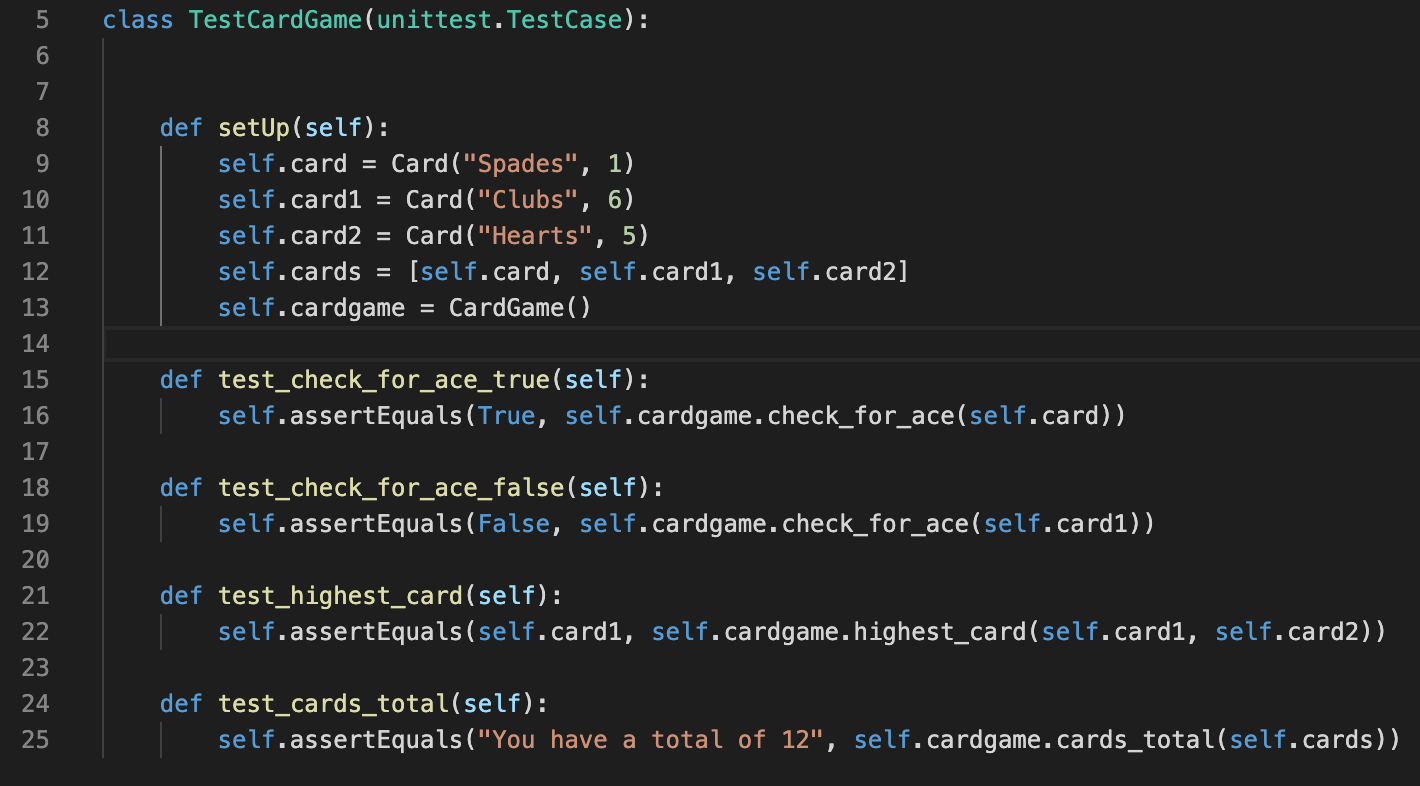 5 class TestCardGame(unittest.TestCase):
6
7
8 def setUp(self):
9 self.card = Card("Spades", 1)
10 self.card1 = Card("Clubs", 6)
11 self.card2 = Card("Hearts", 5)
12 self.cards = [self.card, self.card1, self.card2]
13 self.cardgame = CardGame()
14
15 def test_check_for_ace_true(self):
16 self.assertEquals(True, self.cardgame.check_for_ace(self.card))
17
18 def test_check_for_ace_false(self):
19 self.assertEquals(False, self.cardgame.check_for_ace(self.card1))
20
21 def test_highest_card(self):
22 self.assertEquals(self.card1, self.cardgame.highest_card(self.card1, self.card2))
23
24 def test_cards_total(self):
25 self.assertEquals("You have a total of 12", self.cardgame.cards_total(self.cards))